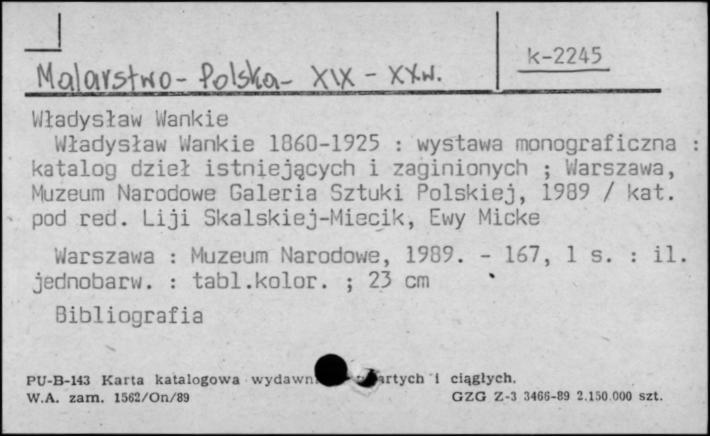 k-2245
Malarstwo - Polska - XIX - XXw.
Władysław Wankie
Władysław Wankie 1860-1925 : wystawa monograficzna :
katalog dzieł istniejących i zaginionych ; Warszawa,
Muzeum Narodowe Galeria Sztuki Polskiej, 1989 / kat.
pod red. Liji Skalskiej-Miecik, Ewy Micke
Warszawa : Muzeum Narodowe, 1989. - 167, 1 s. : il.
jednobarw. : tabl.kolor. ; 23 cm
Bibliografia
PU-B-143 Karta katalogowa ciągłych.
W.A. zam. 1562/On/89 GZG Z-3 3466-89 2.150.000 szt.